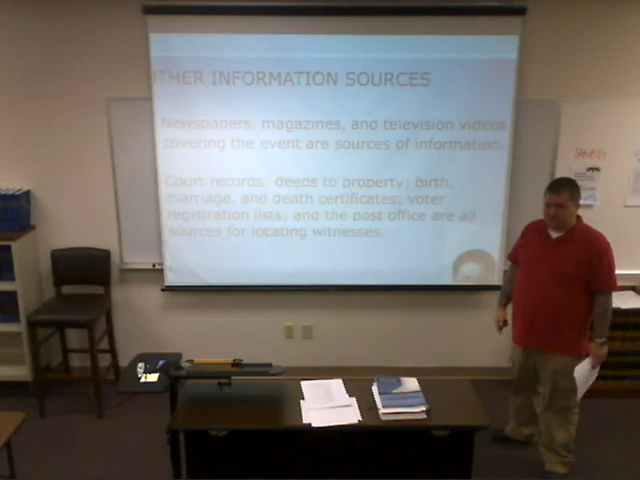 THER INFORMATION SOURCES
Newspapers, magazines, and television videos
covering the event are sources of information.
Court records; deeds to property; birth,
marriage, and death certificates; voter
registration lists; and the post office are all
sources for locating witnesses.